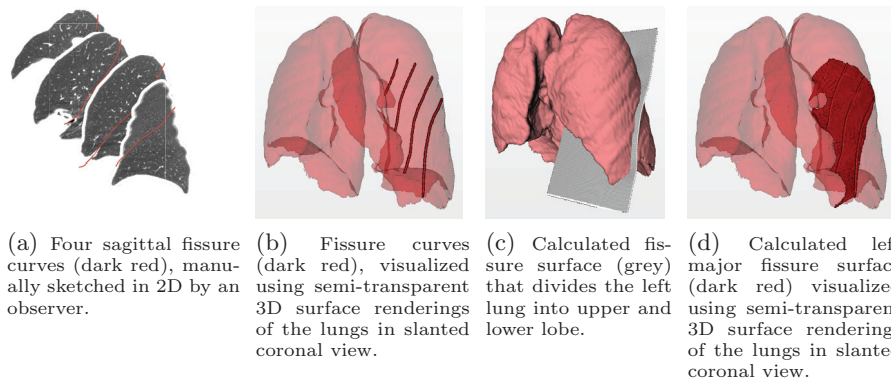 (a) Four sagittal fissure
curves (dark red), manu-
ally sketched in 2D by an
observer.
(b) Fissure curves
(dark red), visualized
using semi-transparent
3D surface renderings
of the lungs in slanted
coronal view.
(c) Calculated fis-
sure surface (grey)
that divides the left
lung into upper and
lower lobe.
(d) Calculated lef
major fissure surfac
(dark red) visualize
using semi-transparen
3D surface rendering
of the lungs in slante
coronal view.